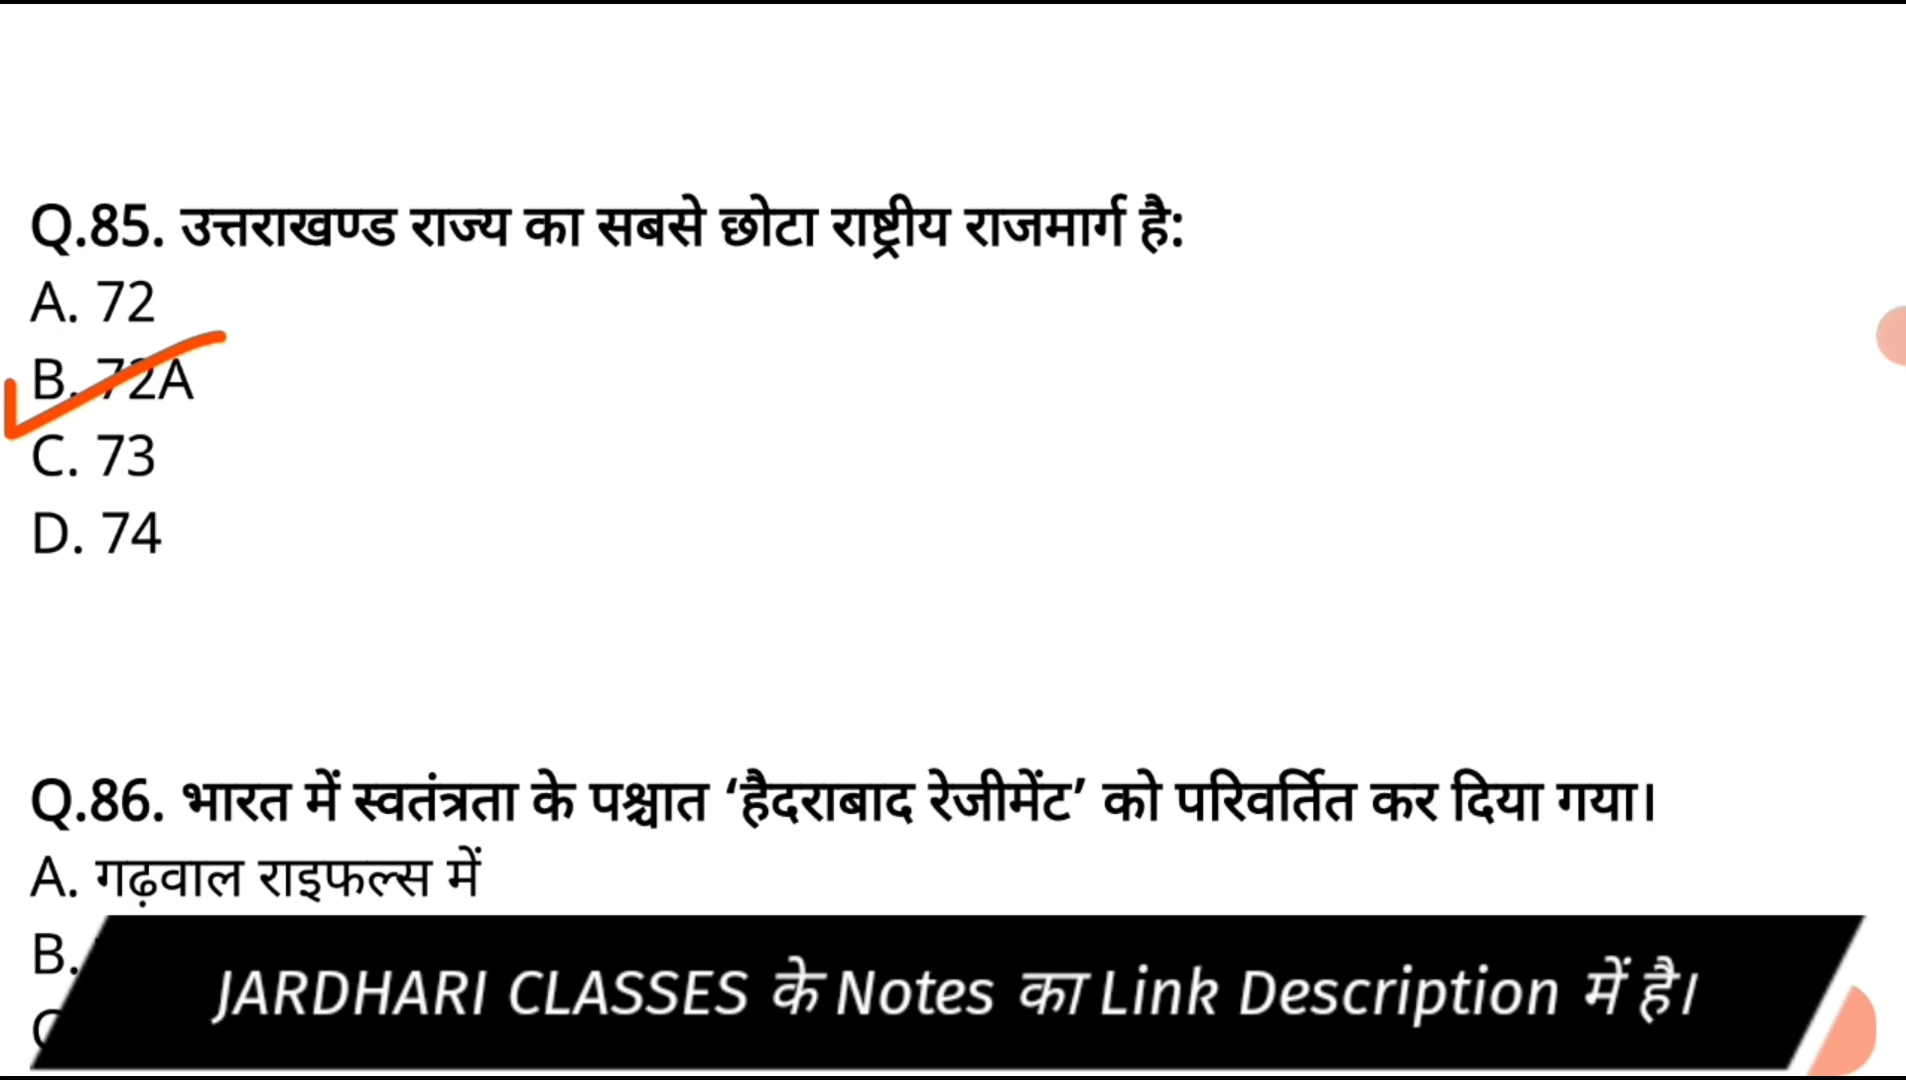 Q.85. उत्तराखण्ड राज्य का सबसे छोटा राष्ट्रीय राजमार्ग है:
A. 72
B. 72A
C. 73
D. 74
Q.86. भारत में स्वतंत्रता के पश्चात ‘हैदराबाद रेजीमेंट’ को परिवर्तित कर दिया गया।
A. गढ़वाल राइफल्स में
B.
JARDHARI CLASSES के Notes का Link Description में है।